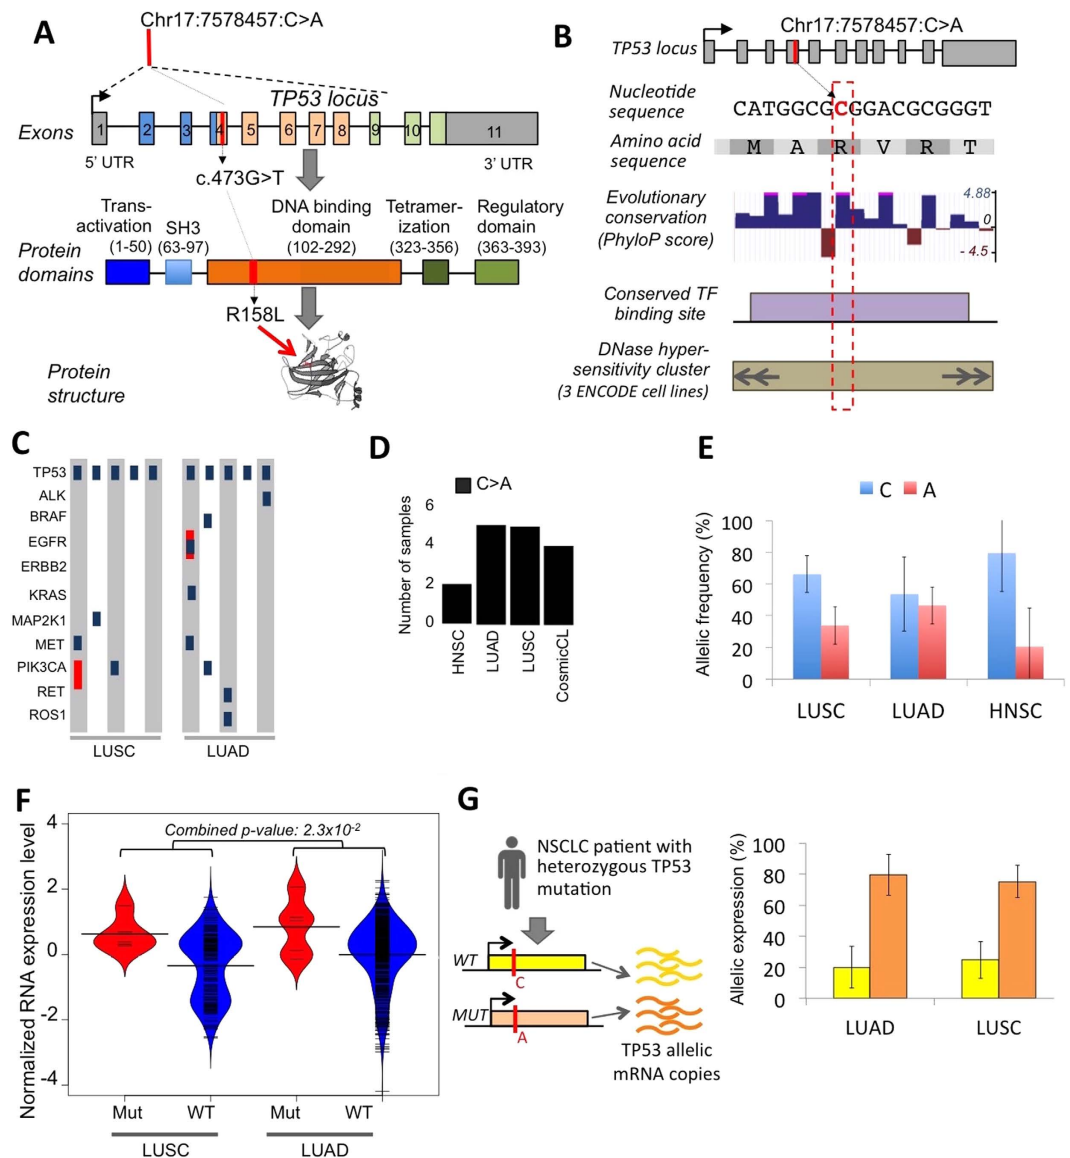 A
Chr17:7578457:C>A
TP53 locus
Exons
1
2
3
4
5
6
7
8
9
10
11
5' UTR
3' UTR
c.473G>T
Trans-
activation
(1-50)
SH3
(63-97)
DNA binding
domain
(102-292)
Tetramer-
ization
(323-356)
Regulatory
domain
(363-393)
Protein
domains
R158L
Protein
structure
B
Chr17:7578457:C>A
TP53 locus
Nucleotide
sequence
CATGGCGCGGACGCGGGT
Amino acid
sequence
M A R V R T
Evolutionary
conservation
(PhyloP score)
4.88
0
- 4.5
Conserved TF
binding site
DNase hyper-
sensitivity cluster
(3 ENCODE cell lines)
C
TP53
ALK
BRAF
EGFR
ERBB2
KRAS
MAP2K1
MET
PIK3CA
RET
ROS1
LUSC
LUAD
D
C>A
Number of samples
6
4
2
0
HNSC
LUAD
LUSC
CosmicCL
E
C
A
Allelic frequency (%)
100
80
60
40
20
0
LUSC
LUAD
HNSC
F
Normalized RNA expression level
Combined p-value: 2.3x10-2
4
2
0
-2
-4
Mut
WT
Mut
WT
LUSC
LUAD
G
NSCLC patient with
heterozygous TP53
mutation
WT
C
MUT
A
TP53 allelic
mRNA copies
Allelic expression (%)
100
80
60
40
20
0
LUAD
LUSC